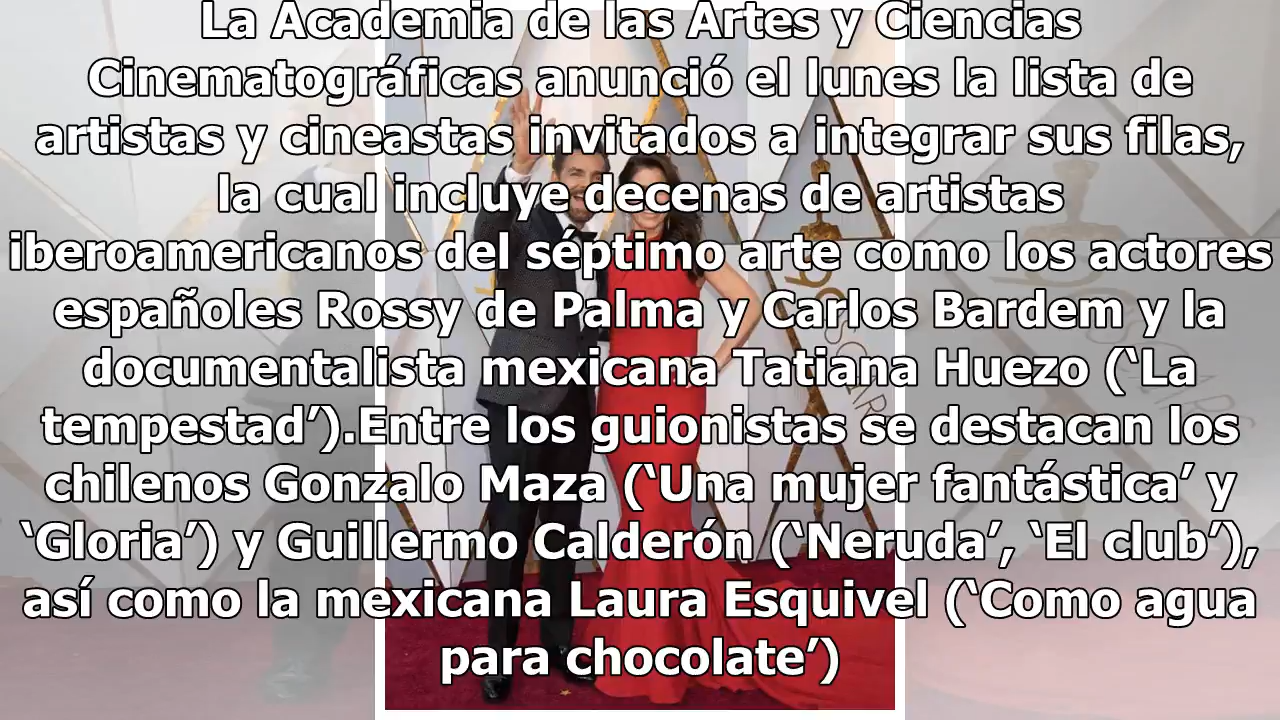 La Academia de las Artes y Ciencias
Cinematográficas anunció el lunes la lista de
artistas y cineastas invitados a integrar sus filas,
la cual incluye decenas de artistas
iberoamericanos del séptimo arte como los actores
españoles Rossy de Palma y Carlos Bardem y la
documentalista mexicana Tatiana Huezo (‘La
tempestad’).Entre los guionistas se destacan los
chilenos Gonzalo Maza (‘Una mujer fantástica’ y
‘Gloria’) y Guillermo Calderón (‘Neruda’, ‘El club’),
así como la mexicana Laura Esquivel (‘Como agua
para chocolate’)